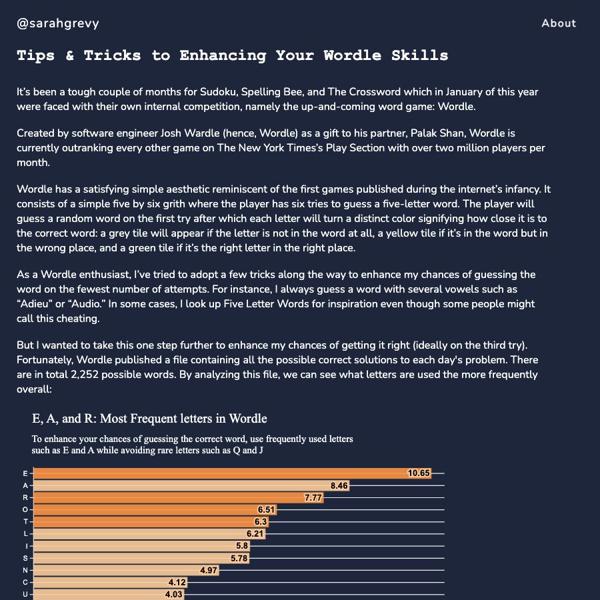 @sarahgrevy
About
Tips & Tricks to Enhancing Your Wordle Skills
It's been a tough couple of months for Sudoku, Spelling Bee, and The Crossword which in January of this year
were faced with their own internal competition, namely the up-and-coming word game: Wordle.
Created by software engineer Josh Wardle (hence, Wordle) as a gift to his partner, Palak Shan, Wordle is
currently outranking every other game on The New York Times's Play Section with over two million players per
month.
Wordle has a satisfying simple aesthetic reminiscent of the first games published during the internet's infancy. It
consists of a simple five by six grith where the player has six tries to guess a five-letter word. The player will
guess a random word on the first try after which each letter will turn a distinct color signifying how close it is to
the correct word: a grey tile will appear if the letter is not in the word at all, a yellow tile if it's in the word but in
the wrong place, and a green tile if it's the right letter in the right place.
As a Wordle enthusiast, I've tried to adopt a few tricks along the way to enhance my chances of guessing the
word on the fewest number of attempts. For instance, I always guess a word with several vowels such as
“Adieu” or “Audio.” In some cases, I look up Five Letter Words for inspiration even though some people might
call this cheating.
But I wanted to take this one step further to enhance my chances of getting it right (ideally on the third try).
Fortunately, Wordle published a file containing all the possible correct solutions to each day's problem. There
are in total 2,252 possible words. By analyzing this file, we can see what letters are used the more frequently
overall:
E, A, and R: Most Frequent letters in Wordle
To enhance your chances of guessing the correct word, use frequently used letters
such as E and A while avoiding rare letters such as Q and J
E 10.65
A 8.46
R 7.77
O 6.51
T 6.3
L 6.21
I 5.8
S 5.78
N 4.97
C 4.12
U 4.03